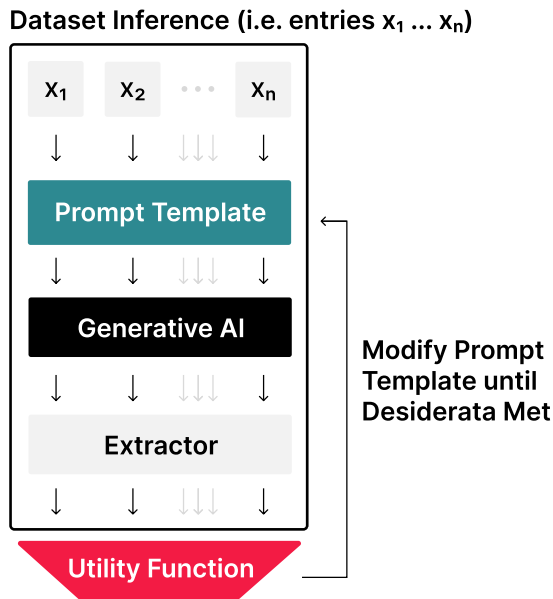 Dataset Inference (i.e. entries x₁ ... xₙ)
x₁ x₂ ... xₙ
Prompt Template
Generative AI
Modify Prompt
Template until
Desiderata Met
Extractor
Utility Function